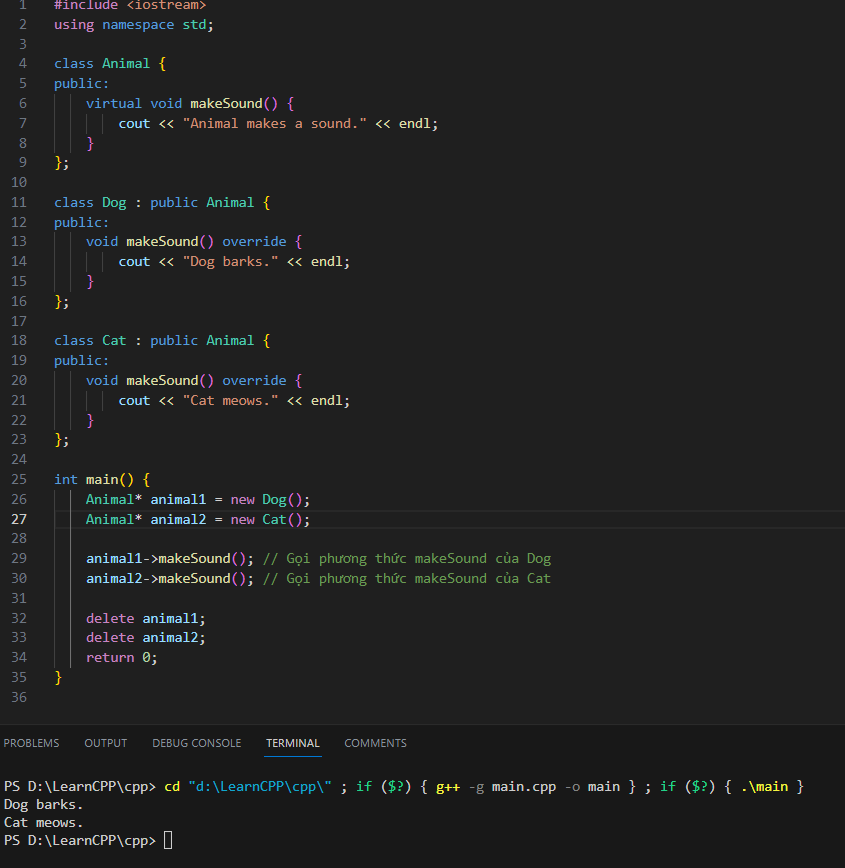 1 #include <iostream>
2 using namespace std;
3
4 class Animal {
5 public:
6 virtual void makeSound() {
7 cout << "Animal makes a sound." << endl;
8 }
9 };
10
11 class Dog : public Animal {
12 public:
13 void makeSound() override {
14 cout << "Dog barks." << endl;
15 }
16 };
17
18 class Cat : public Animal {
19 public:
20 void makeSound() override {
21 cout << "Cat meows." << endl;
22 }
23 };
24
25 int main() {
26 Animal* animal1 = new Dog();
27 Animal* animal2 = new Cat();
28
29 animal1->makeSound(); // Gọi phương thức makeSound của Dog
30 animal2->makeSound(); // Gọi phương thức makeSound của Cat
31
32 delete animal1;
33 delete animal2;
34 return 0;
35 }
36
PROBLEMS OUTPUT DEBUG CONSOLE TERMINAL COMMENTS
PS D:\LearnCPP\cpp> cd "d:\LearnCPP\cpp\" ; if ($?) { g++ -g main.cpp -o main } ; if ($?) { .\main }
Dog barks.
Cat meows.
PS D:\LearnCPP\cpp>